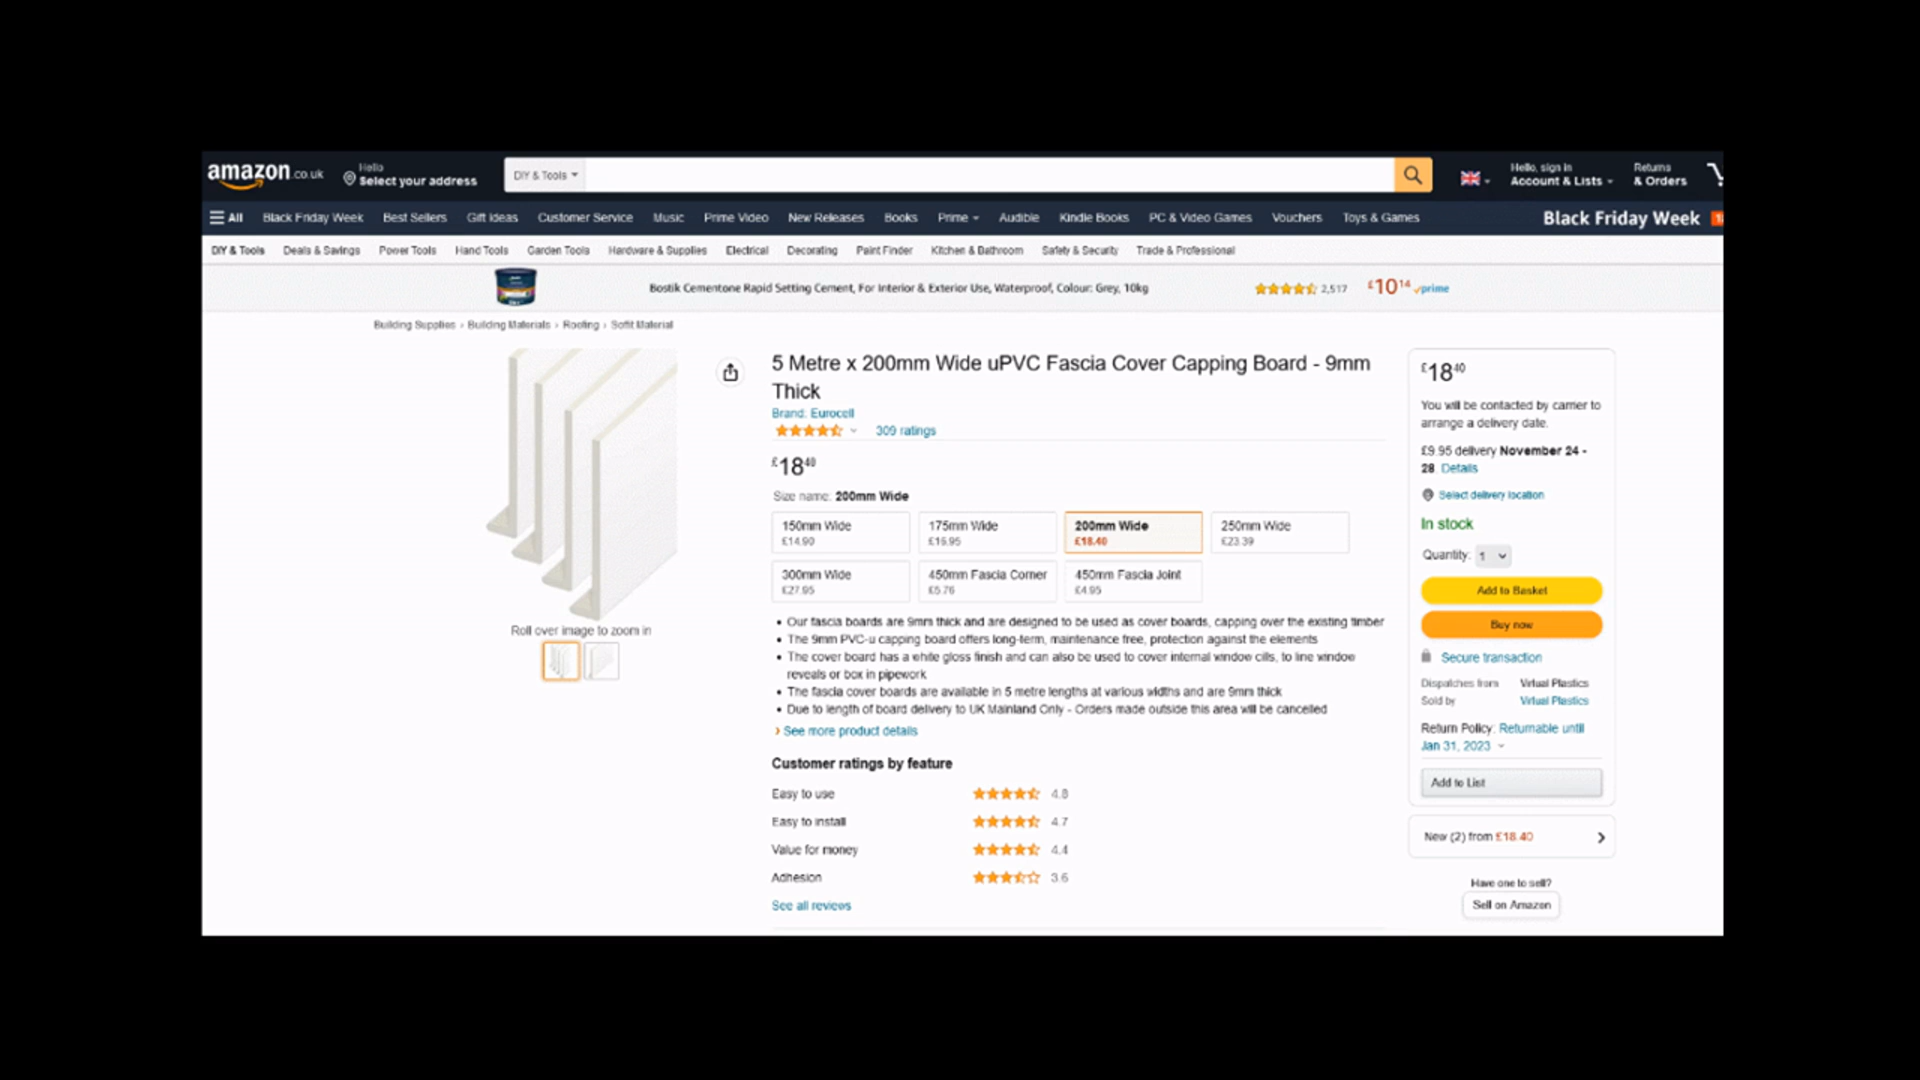 amazon.co.uk
Hello
Select your address
DIY & Tools
Hello, sign in
Account & Lists
Returns
& Orders
All Black Friday Week Best Sellers Gift Ideas Customer Service Music Prime Video New Releases Books Prime Audible Kindle Books PC & Video Games Vouchers Toys & Games Black Friday Week
DIY & Tools Deals & Savings Power Tools Hand Tools Garden Tools Hardware & Supplies Electrical Decorating Paint Finder Kitchen & Bathroom Safety & Security Trade & Professional
Bostik Cementone Rapid Setting Cement, For Interior & Exterior Use, Waterproof, Colour: Grey, 10kg 2,517 £1014 prime
Building Supplies › Building Materials › Roofing › Soffit Material
5 Metre x 200mm Wide uPVC Fascia Cover Capping Board - 9mm
Thick
Brand: Eurocell
309 ratings
£1840
Size name: 200mm Wide
150mm Wide 175mm Wide 200mm Wide 250mm Wide
£14.90 £16.95 £18.40 £23.39
300mm Wide 450mm Fascia Corner 450mm Fascia Joint
£27.95 £5.76 £4.95
• Our fascia boards are 9mm thick and are designed to be used as cover boards, capping over the existing timber
• The 9mm PVC-u capping board offers long-term, maintenance free, protection against the elements
• The cover board has a white gloss finish and can also be used to cover internal window cills, to line window
reveals or box in pipework
• The fascia cover boards are available in 5 metre lengths at various widths and are 9mm thick
• Due to length of board delivery to UK Mainland Only - Orders made outside this area will be cancelled
› See more product details
Customer ratings by feature
Easy to use 4.8
Easy to install 4.7
Value for money 4.4
Adhesion 3.6
See all reviews
Roll over image to zoom in
£1840
You will be contacted by carrier to
arrange a delivery date.
£9.95 delivery November 24 -
28. Details
Select delivery location
In stock
Quantity: 1
Add to Basket
Buy now
Secure transaction
Dispatches from Virtual Plastics
Sold by Virtual Plastics
Return Policy: Returnable until
Jan 31, 2023
Add to List
New (2) from £18.40
Have one to sell?
Sell on Amazon